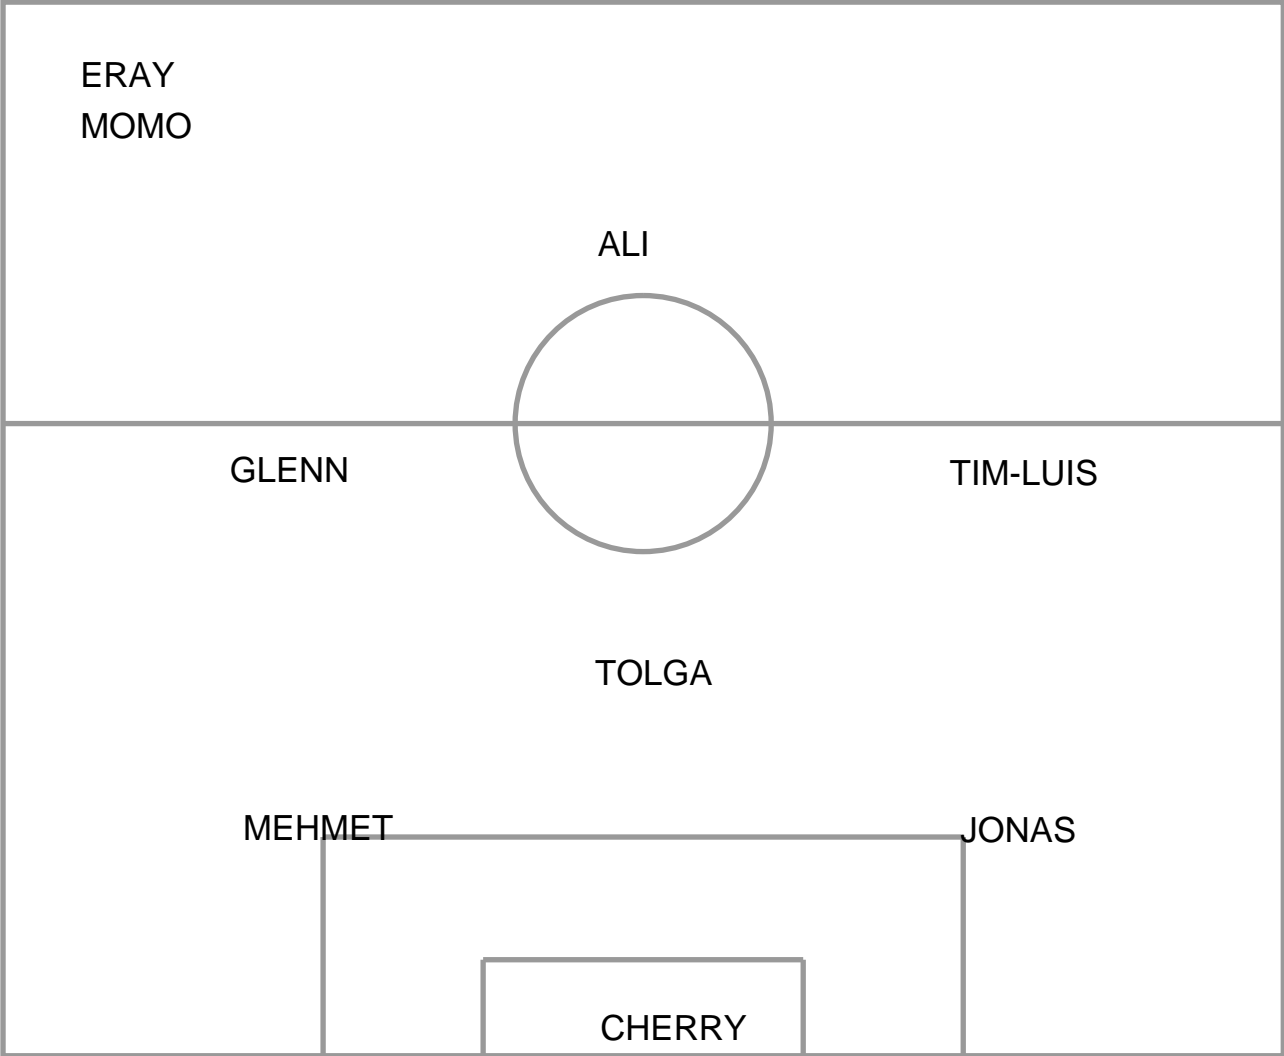 ERAY
MOMO
ALI
GLENN
TIM-LUIS
TOLGA
MEHMET
JONAS
CHERRY